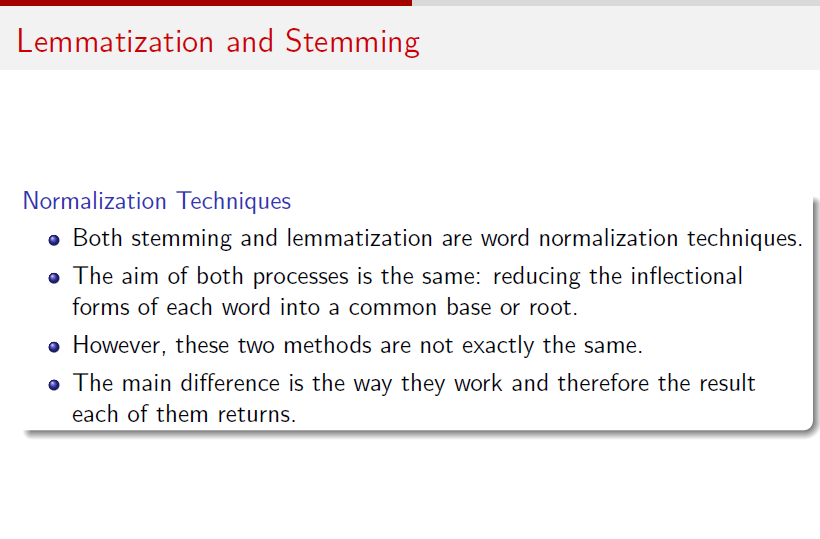 Lemmatization and Stemming
Normalization Techniques
Both stemming and lemmatization are word normalization techniques.
The aim of both processes is the same: reducing the inflectional
forms of each word into a common base or root.
However, these two methods are not exactly the same.
The main difference is the way they work and therefore the result
each of them returns.